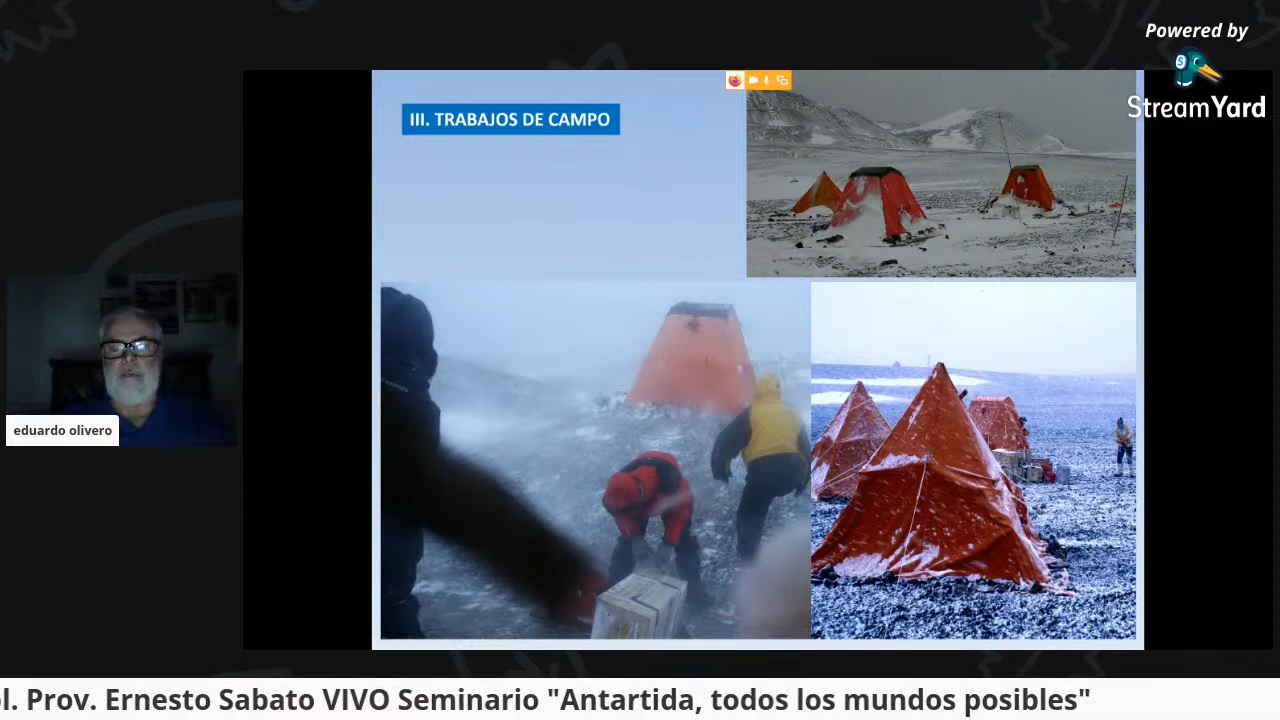 Powered by
StreamYard
III. TRABAJOS DE CAMPO
eduardo olivero
Prov. Ernesto Sabato VIVO Seminario "Antartida, todos los mundos posibles"